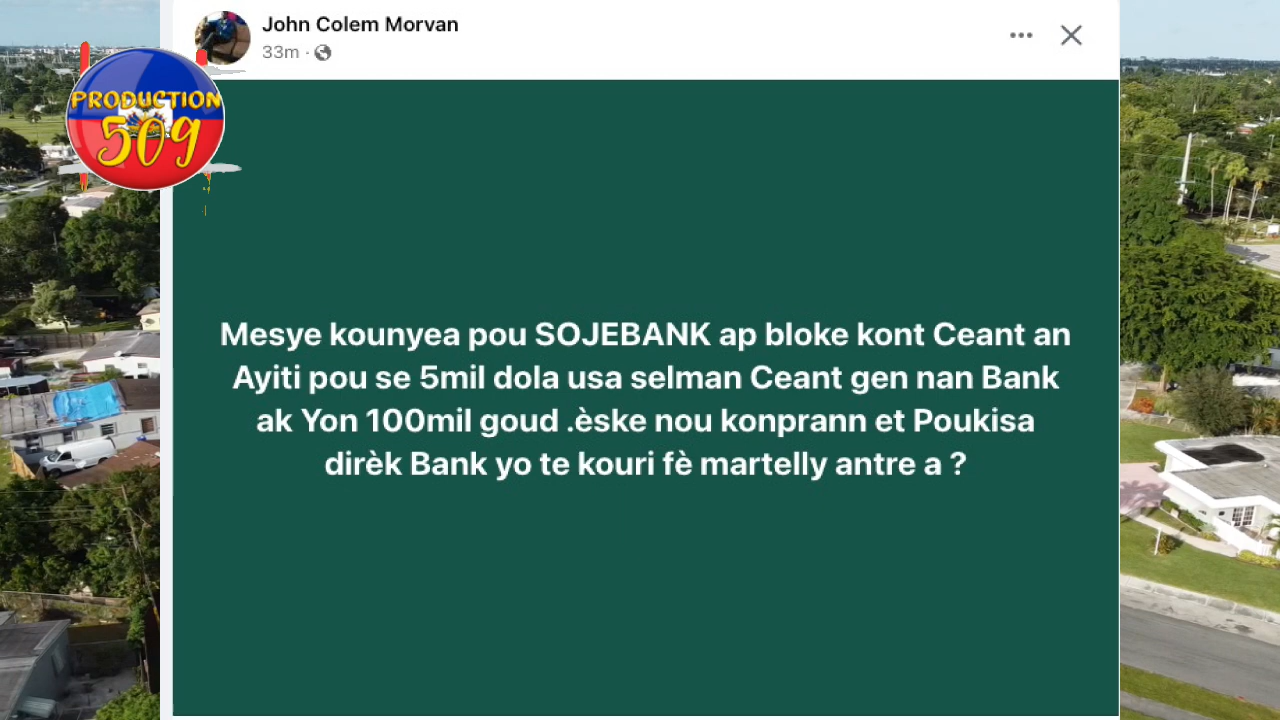 John Colem Morvan
33m ·
PRODUCTION
509
Mesye kounyea pou SOJEBANK ap bloke kont Ceant an
Ayiti pou se 5mil dola usa selman Ceant gen nan Bank
ak Yon 100mil goud .èske nou konprann et Poukisa
dirèk Bank yo te kouri fè martelly antre a ?